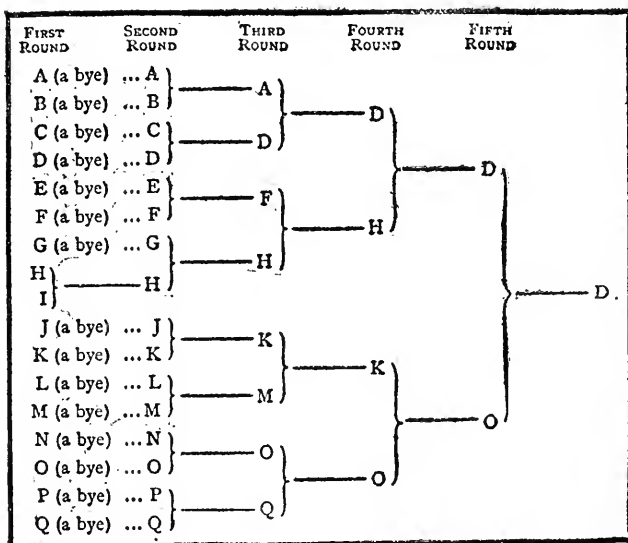 FIRST ROUND SECOND ROUND THIRD ROUND FOURTH ROUND FIFTH ROUND
A (a bye) ... A
A
B (a bye) ... B
D
C (a bye) ... C
D
D (a bye) ... D
D
E (a bye) ... E
F
F (a bye) ... F
H
G (a bye) ... G
H
H
H
I
D.
J (a bye) ... J
K
K (a bye) ... K
K
L (a bye) ... L
M
M (a bye) ... M
O
N (a bye) ... N
O
O (a bye) ... O
O
P (a bye) ... P
Q
Q (a bye) ... Q